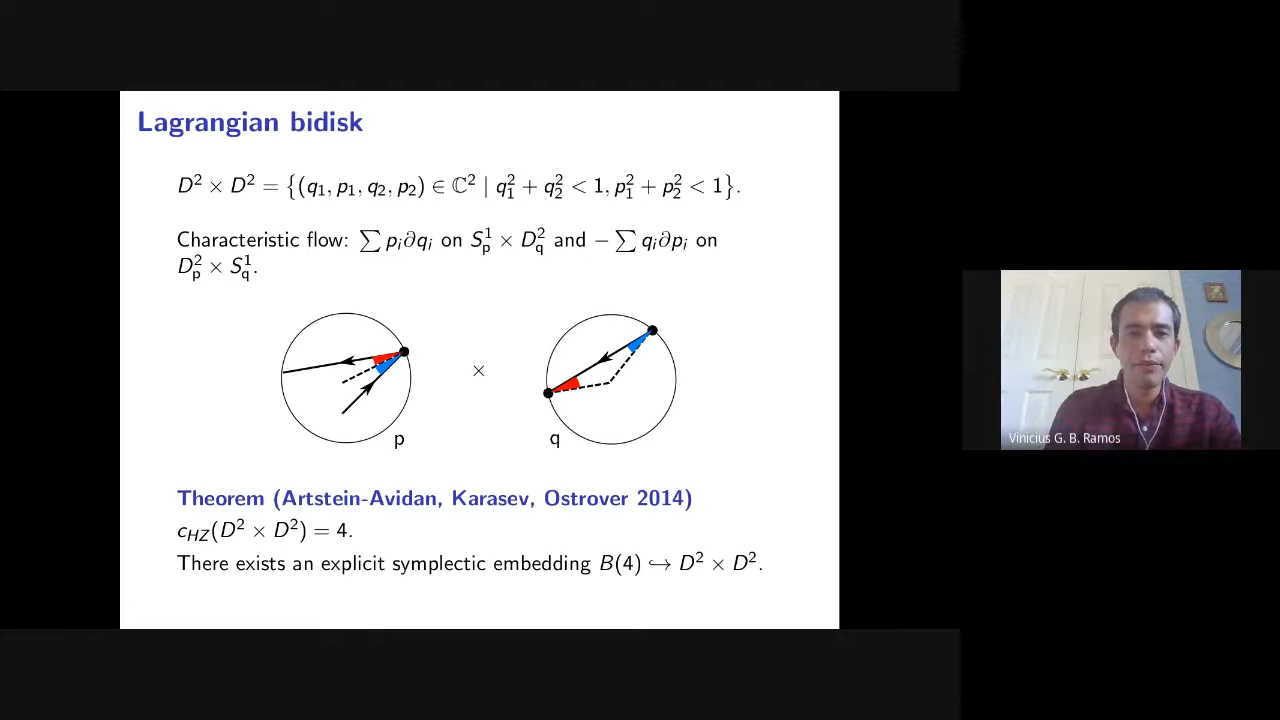 Lagrangian bidisk
D² × D² = {(q₁, p₁, q₂, p₂) ∈ ℂ² | q₁² + q₂² < 1, p₁² + p₂² < 1}.
Characteristic flow: ∑ pᵢ∂qᵢ on S¹ₚ × D²_q and − ∑ qᵢ∂pᵢ on
D²ₚ × S¹_q.
×
p
q
Theorem (Artstein-Avidan, Karasev, Ostrover 2014)
c_HZ(D² × D²) = 4.
There exists an explicit symplectic embedding B(4) ↪ D² × D².
Vinicius G. B. Ramos